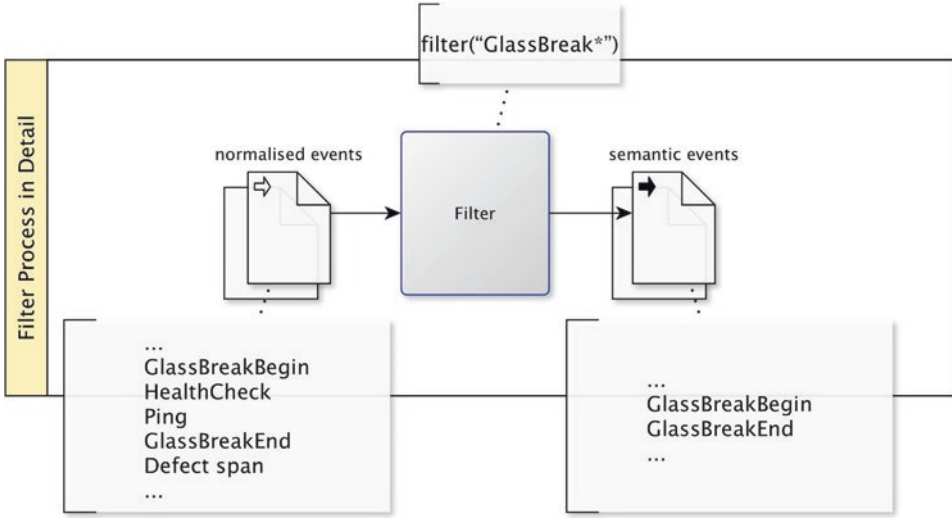 filter(“GlassBreak*”)
Filter Process in Detail
normalised events
semantic events
Filter
...
GlassBreakBegin
HealthCheck
Ping
GlassBreakEnd
Defect span
...
...
GlassBreakBegin
GlassBreakEnd
...